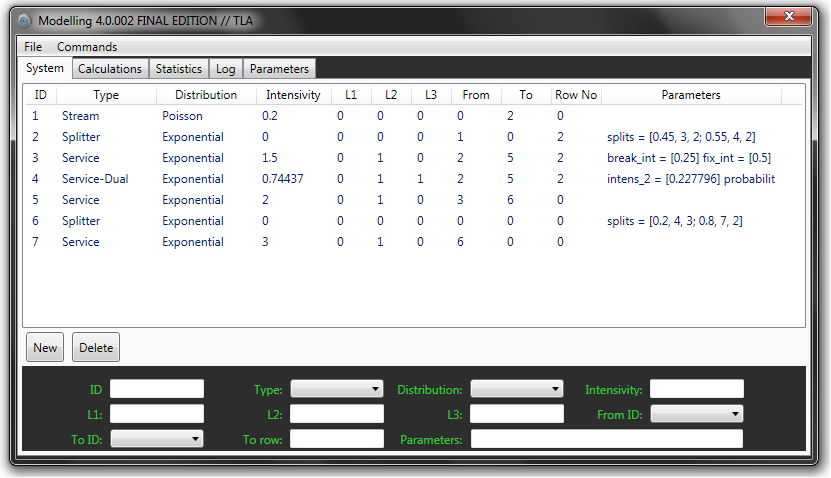 Modelling 4.0.002 FINAL EDITION // TLA
File Commands
System Calculations Statistics Log Parameters
ID Type Distribution Intensivity L1 L2 L3 From To Row No Parameters
1 Stream Poisson 0.2 0 0 0 0 2 0
2 Splitter Exponential 0 0 0 0 1 0 2 splits = [0.45, 3, 2; 0.55, 4, 2]
3 Service Exponential 1.5 0 1 0 2 5 2 break_int = [0.25] fix_int = [0.5]
4 Service-Dual Exponential 0.74437 0 1 1 2 5 2 intens_2 = [0.227796] probabilit
5 Service Exponential 2 0 1 0 3 6 0
6 Splitter Exponential 0 0 0 0 0 0 0 splits = [0.2, 4, 3; 0.8, 7, 2]
7 Service Exponential 3 0 1 0 6 0 0
New Delete
ID Type: Distribution: Intensivity:
L1: L2: L3: From ID:
To ID: To row: Parameters: